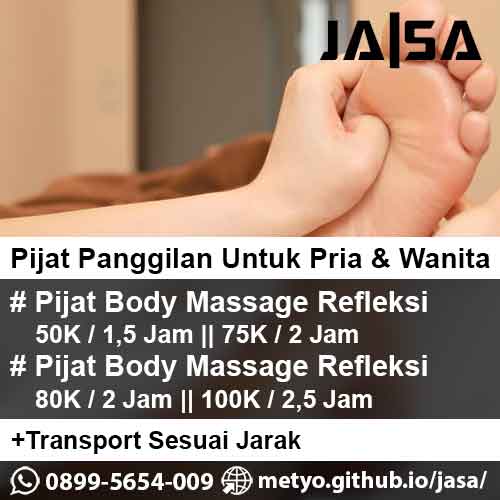 JA|SA
Pijat Panggilan Untuk Pria & Wanita
# Pijat Body Massage Refleksi
50K / 1,5 Jam || 75K / 2 Jam
# Pijat Body Massage Refleksi
80K / 2 Jam || 100K / 2,5 Jam
+Transport Sesuai Jarak
0899-5654-009 metyo.github.io/jasa/